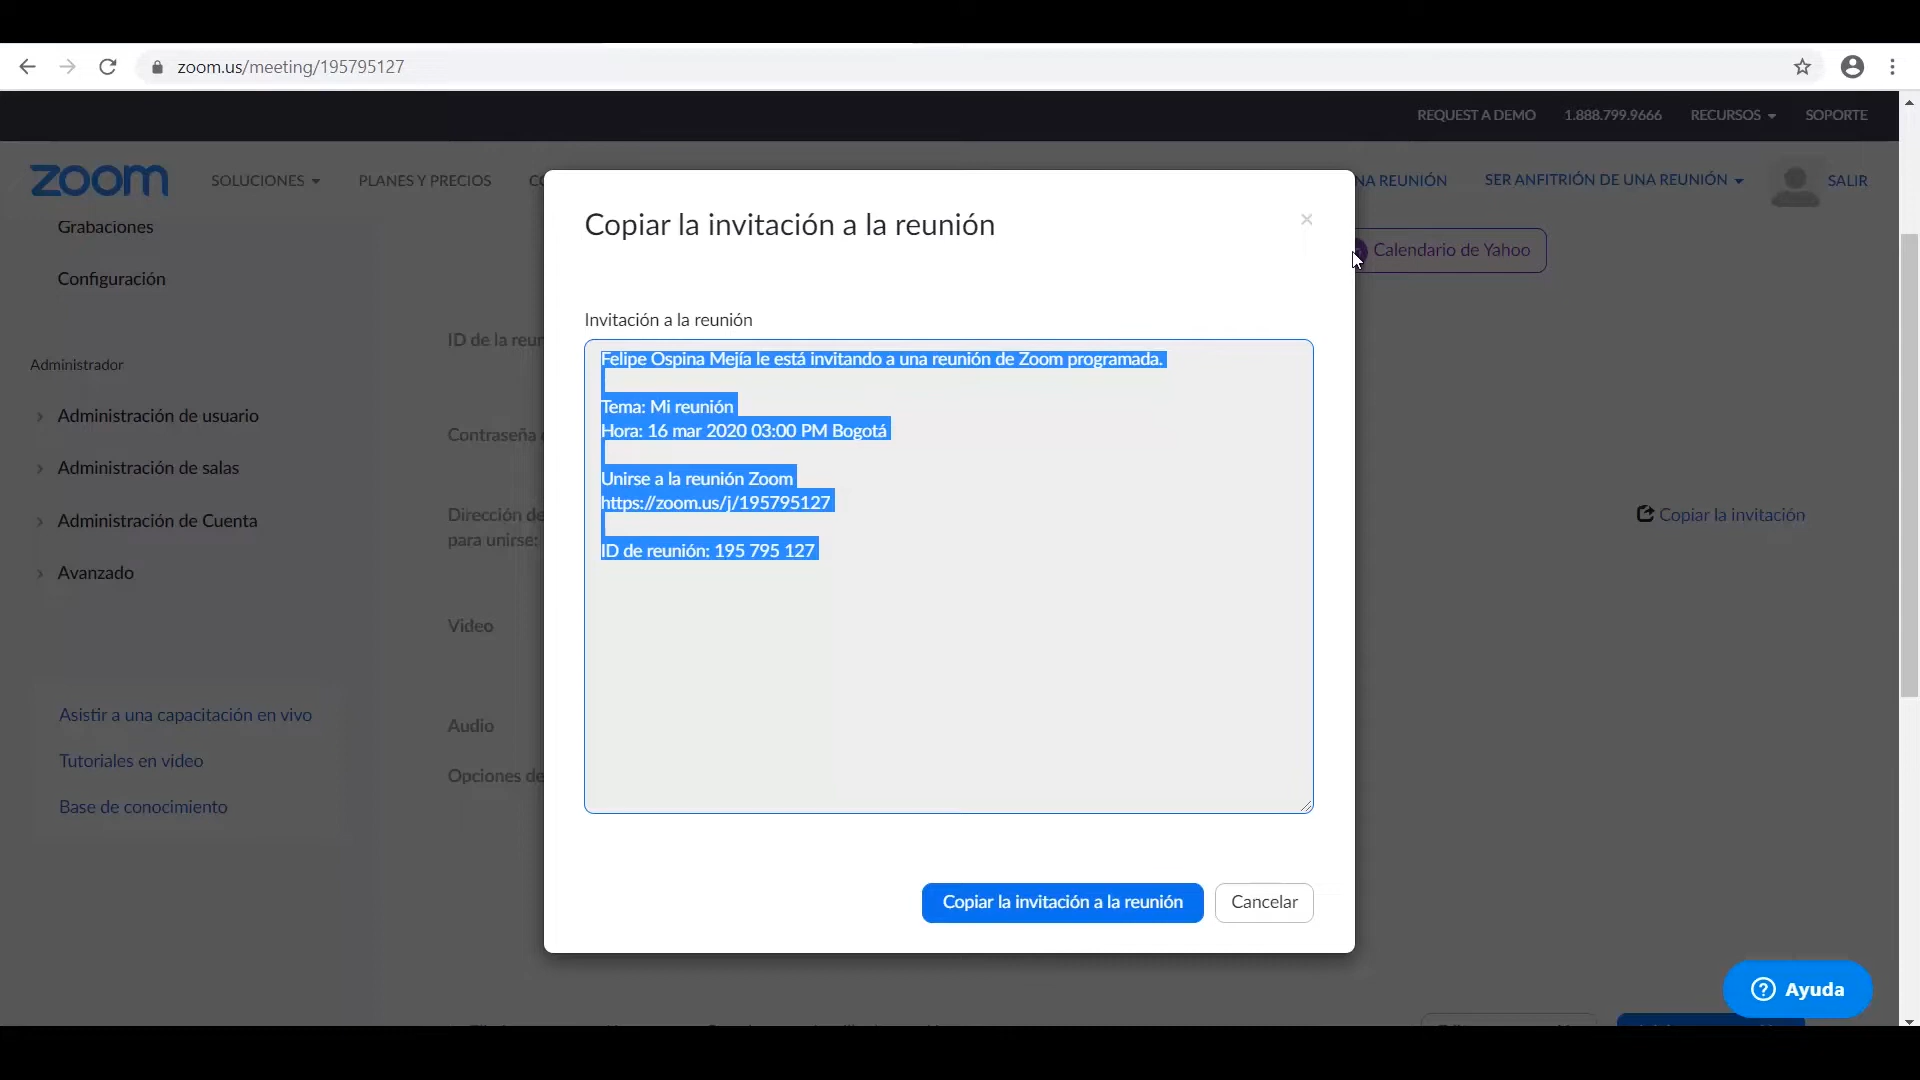 zoom.us/meeting/195795127
REQUEST A DEMO 1.888.799.9666 RECURSOS SOPORTE
zoom SOLUCIONES PLANES Y PRECIOS NA REUNIÓN SER ANFITRIÓN DE UNA REUNIÓN SALIR
Grabaciones
Configuración
Administrador
Administración de usuario
Administración de salas
Administración de Cuenta
Avanzado
Asistir a una capacitación en vivo
Tutoriales en video
Base de conocimiento
Calendario de Yahoo
ID de la reun
Contraseña
Dirección de
para unirse:
Copiar la invitación
Video
Audio
Opciones de
Copiar la invitación a la reunión
×
Invitación a la reunión
Felipe Ospina Mejía le está invitando a una reunión de Zoom programada.
Tema: Mi reunión
Hora: 16 mar 2020 03:00 PM Bogotá
Unirse a la reunión Zoom
https://zoom.us/j/195795127
ID de reunión: 195 795 127
Copiar la invitación a la reunión Cancelar
Ayuda